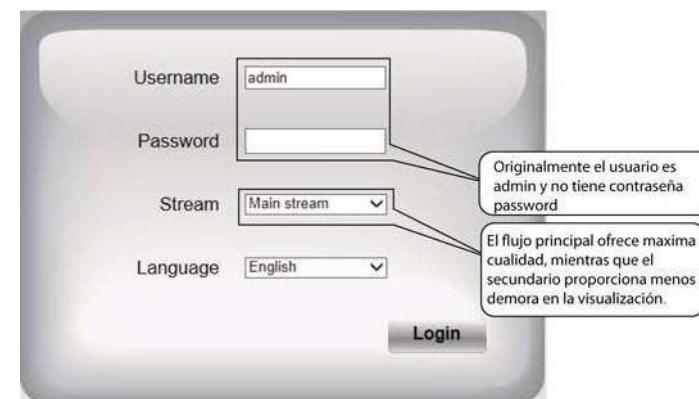 Username admin
Password
Originalmente el usuario es
admin y no tiene contraseña
password
Stream Main stream
El flujo principal ofrece maxima
cualidad, mientras que el
secundario proporciona menos
demora en la visualización.
Language English
Login